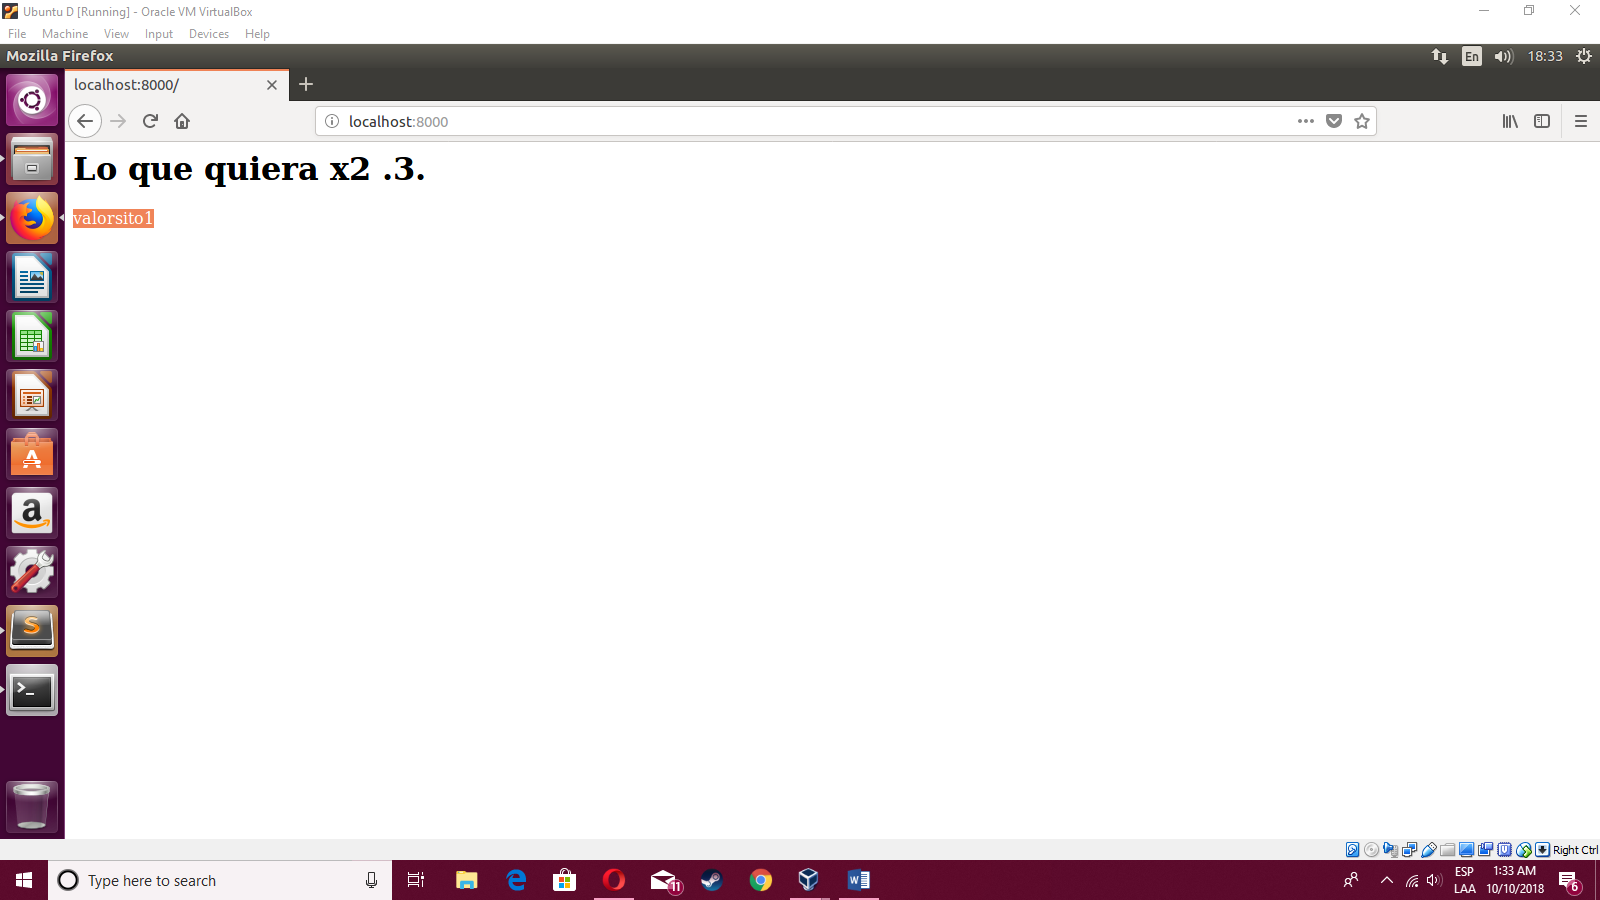 Ubuntu D [Running] - Oracle VM VirtualBox
File Machine View Input Devices Help
Mozilla Firefox
En
18:33
localhost:8000/
localhost:8000
Lo que quiera x2 .3.
valorsito1
Right Ctrl
Type here to search
11
ESP
LAA
1:33 AM
10/10/2018
6